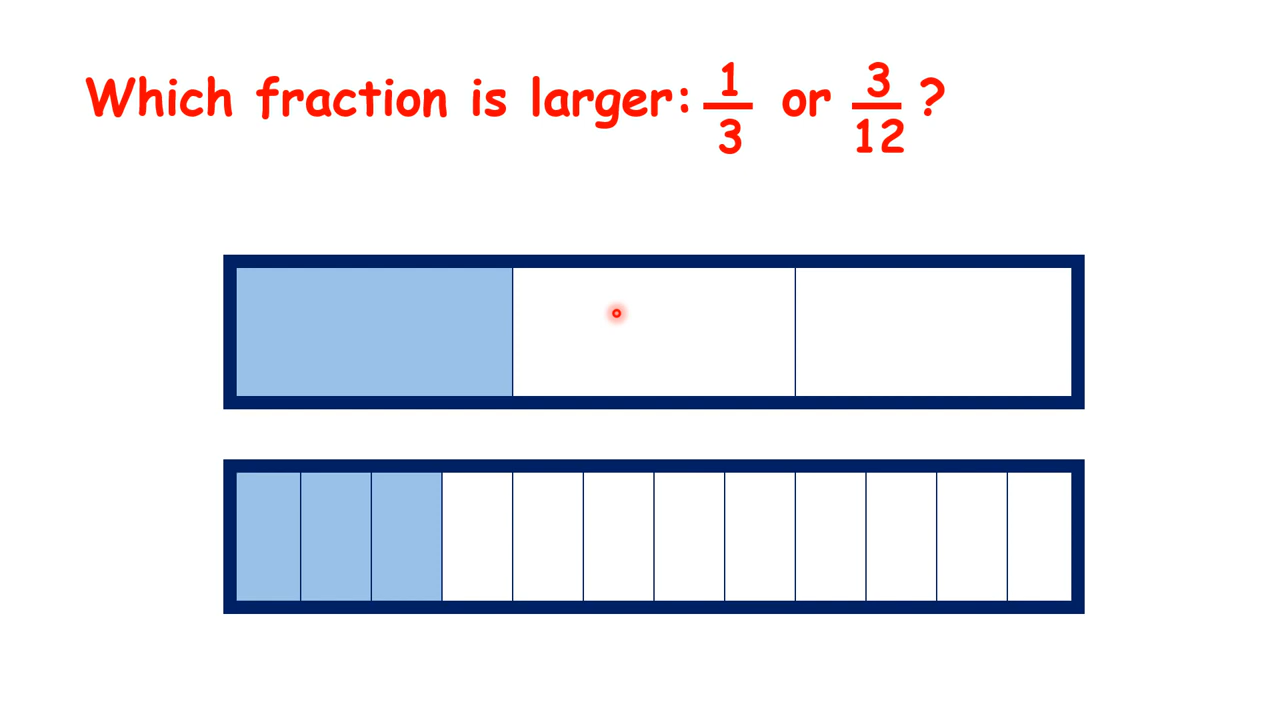 Which fraction is larger: 1/3 or 3/12 ?